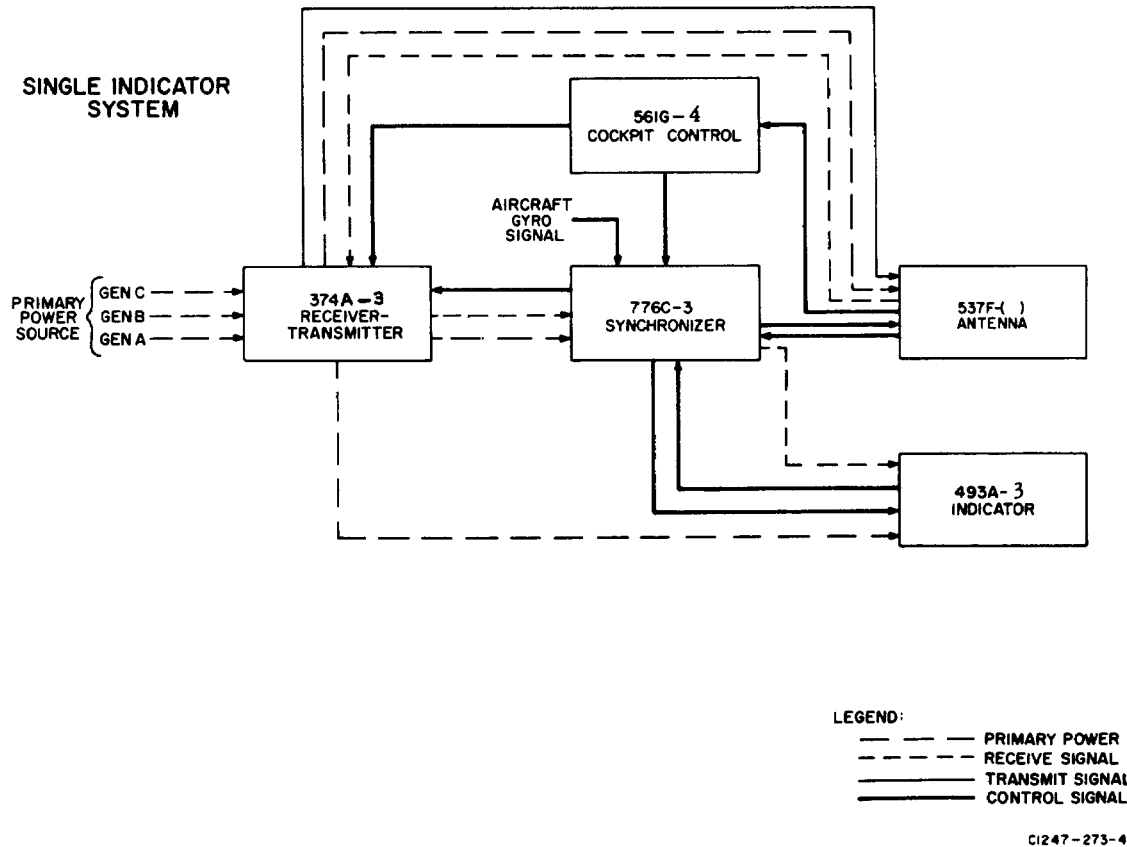 SINGLE INDICATOR
SYSTEM
561G-4
COCKPIT CONTROL
AIRCRAFT
GYRO
SIGNAL
PRIMARY
POWER
SOURCE
GEN C
GEN B
GEN A
374A-3
RECEIVER-
TRANSMITTER
776C-3
SYNCHRONIZER
537F-( )
ANTENNA
493A-3
INDICATOR
LEGEND:
PRIMARY POWER
RECEIVE SIGNAL
TRANSMIT SIGNAL
CONTROL SIGNAL
C1247-273-4